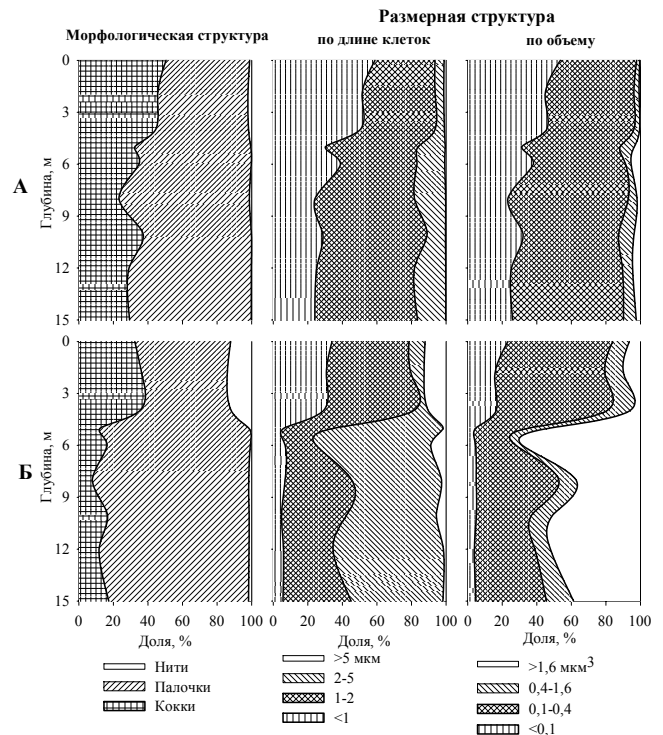 Размерная структура
Морфологическая структура по длине клеток по объему
0
3
6
9
12
15
Глубина, м
А
0
3
6
9
12
15
Глубина, м
Б
0 20 40 60 80 100 0 20 40 60 80 100 0 20 40 60 80 100
Доля, % Доля, % Доля, %
Нити
Палочки
Кокки
>5 мкм
2-5
1-2
<1
>1,6 мкм3
0,4-1,6
0,1-0,4
<0,1